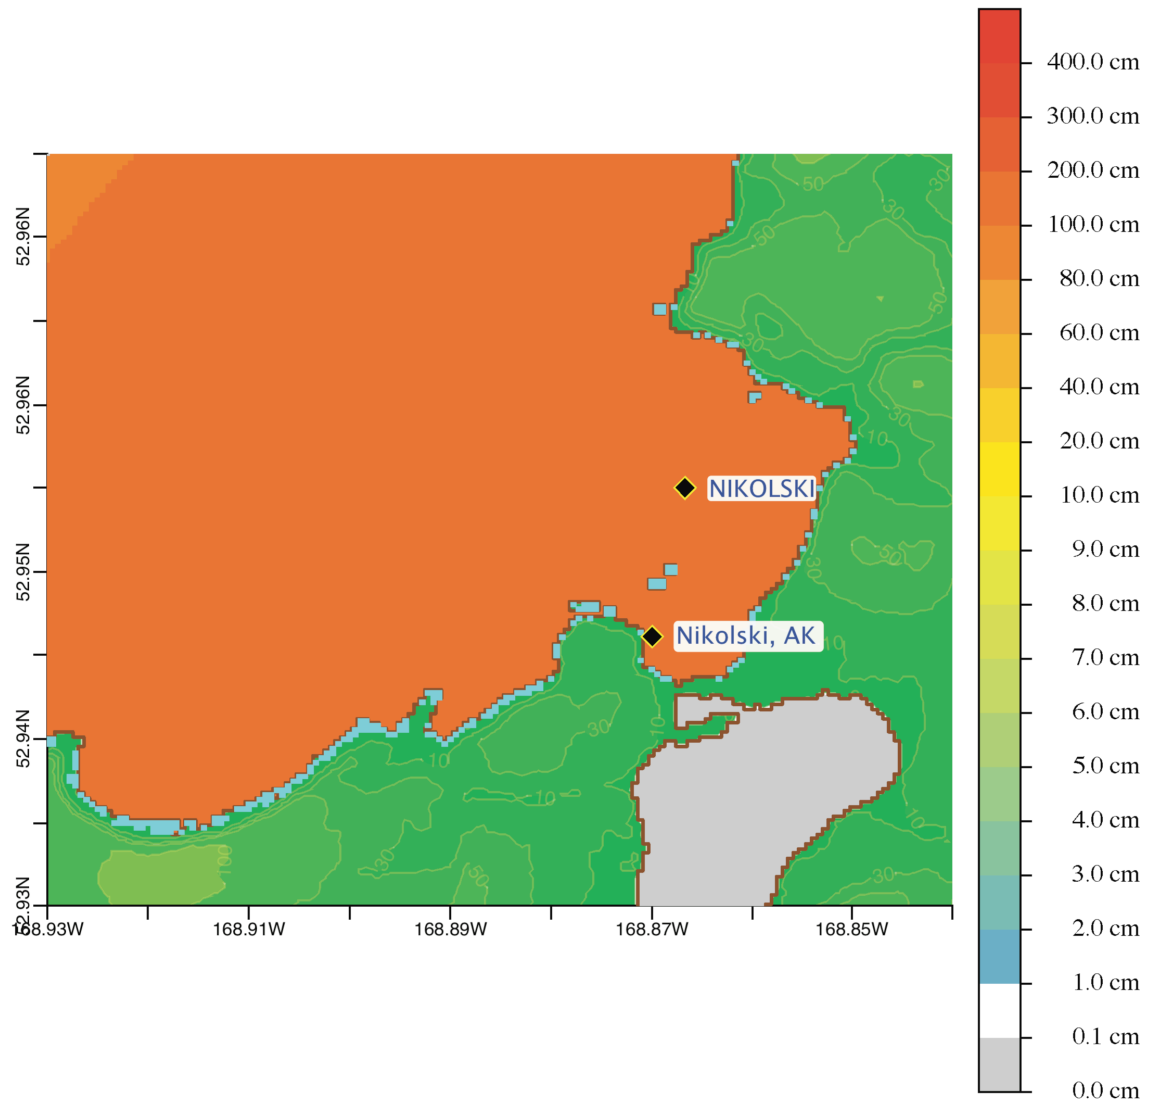 400.0 cm
300.0 cm
200.0 cm
100.0 cm
80.0 cm
60.0 cm
40.0 cm
20.0 cm
10.0 cm
9.0 cm
8.0 cm
7.0 cm
6.0 cm
5.0 cm
4.0 cm
3.0 cm
2.0 cm
1.0 cm
0.1 cm
0.0 cm
52.96N
52.96N
52.95N
52.94N
52.93N
168.93W
168.91W
168.89W
168.87W
168.85W
50
30
30
50
50
30
30
10
NIKOLSKI
50
30
Nikolski, AK
10
30
10
10
10
10
100
30
50
30